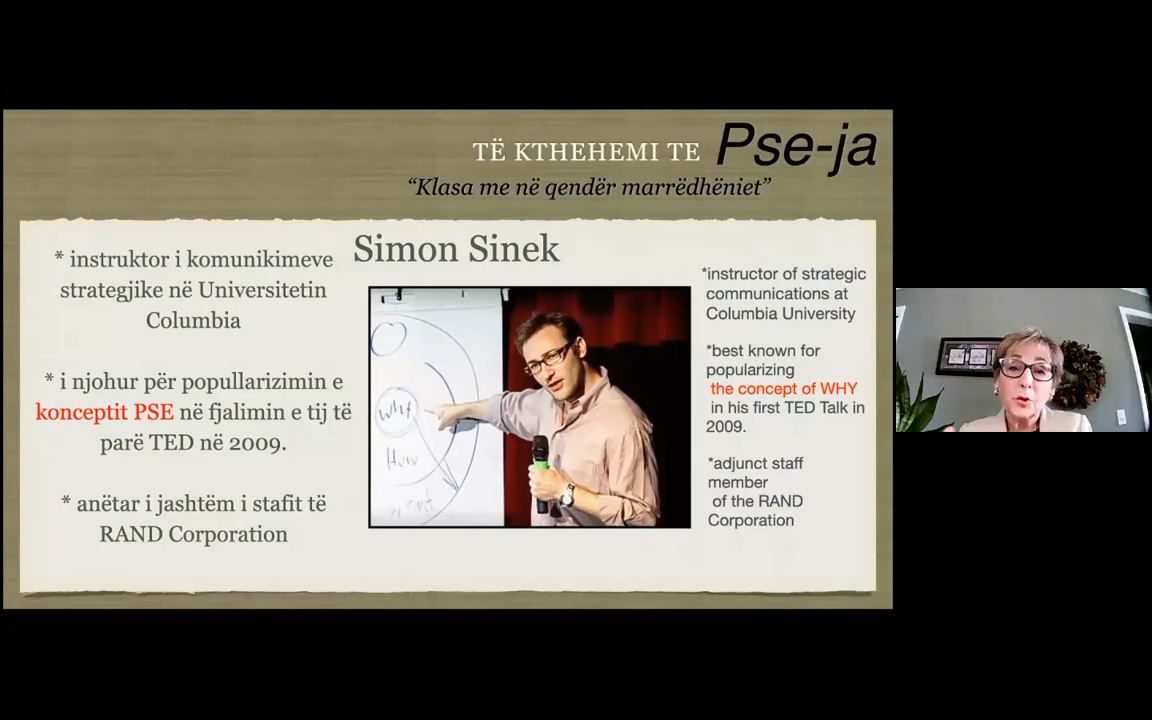 TË KTHEHEMI TE Pse-ja
“Klasa me në qendër marrëdhëniet”
Simon Sinek
* instruktor i komunikimeve
strategjike në Universitetin
Columbia
* i njohur për popullarizimin e
konceptit PSE në fjalimin e tij të
parë TED në 2009.
* anëtar i jashtëm i stafit të
RAND Corporation
Why
How
*instructor of strategic
communications at
Columbia University
*best known for
popularizing
the concept of WHY
in his first TED Talk in
2009.
*adjunct staff
member
of the RAND
Corporation